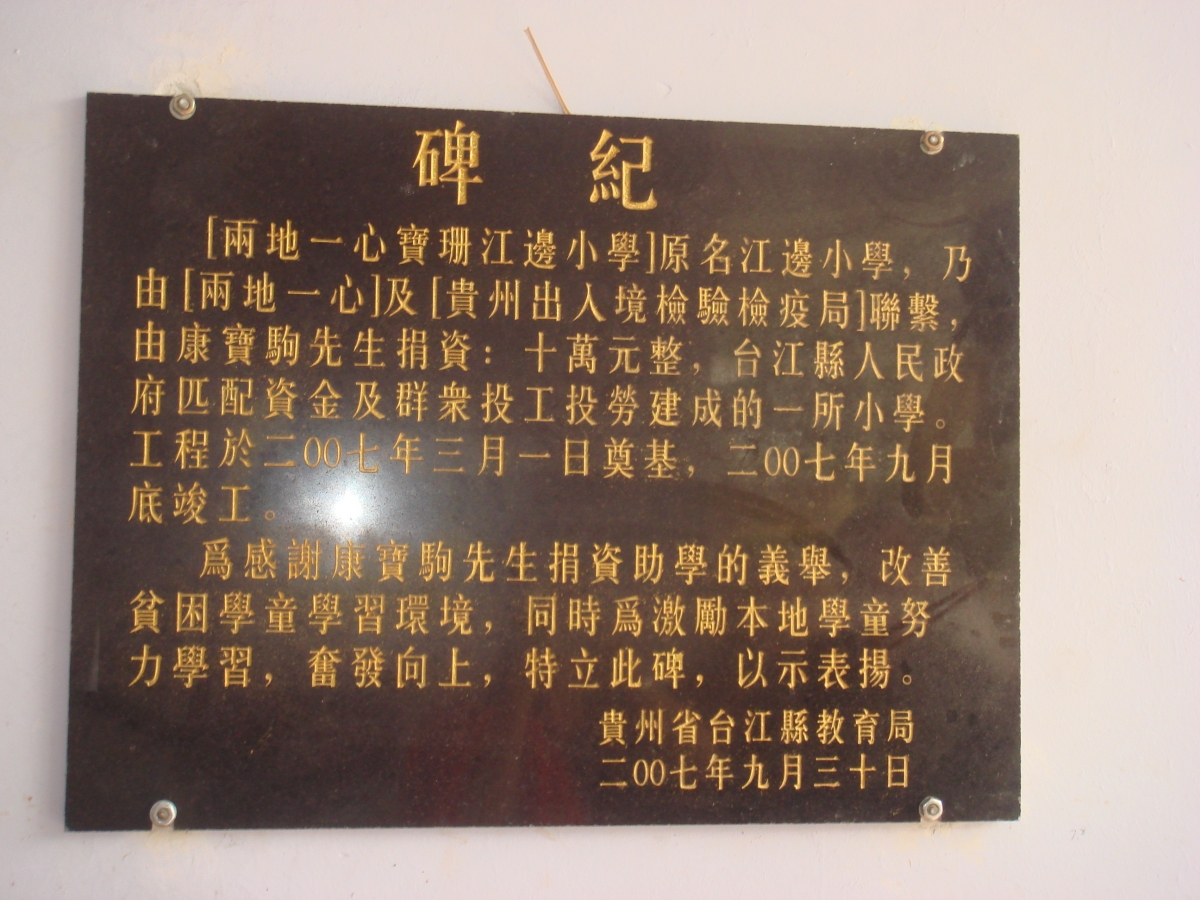 碑 紀
[兩地一心寶珊江邊小學]原名江邊小學，乃
由[兩地一心]及[貴州出入境檢驗檢疫局]聯繫，
由康寶駒先生捐資：十萬元整，台江縣人民政
府匹配資金及群衆投工投勞建成的一所小學。
工程於二00七年三月一日奠基，二00七年九月
底竣工。
爲感謝康寶駒先生捐資助學的義舉，改善
貧困學童學習環境，同時爲激勵本地學童努
力學習，奮發向上，特立此碑，以示表揚。
貴州省台江縣教育局
二00七年九月三十日